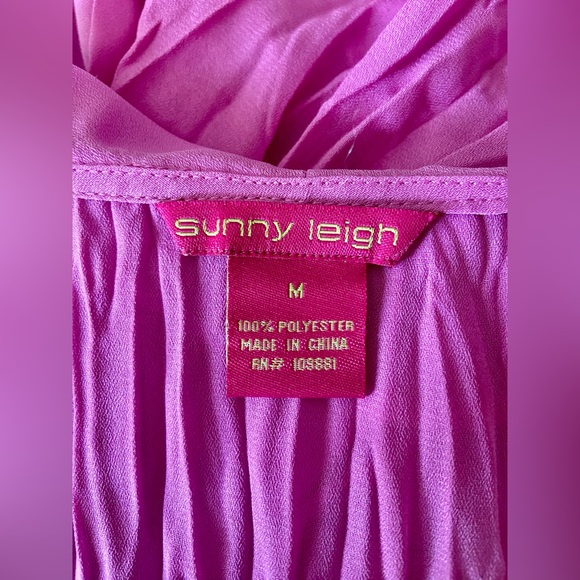 sunny leigh
M
100% POLYESTER
MADE IN CHINA
RN# 109881